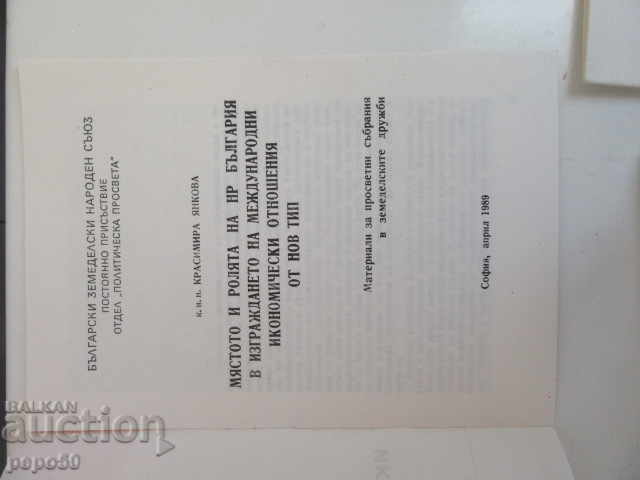 БЪЛГАРСКИ ЗЕМЕДЕЛСКИ НАРОДЕН СЪЮЗ
ПОСТОЯННО ПРИСЪСТВИЕ
ОТДЕЛ „ПОЛИТИЧЕСКА ПРОСВЕТА“
к.и.н. КРАСИМИРА ЯНКОВА
МЯСТОТО И РОЛЯТА НА НР БЪЛГАРИЯ
В ИЗГРАЖДАНЕТО НА МЕЖДУНАРОДНИ
ИКОНОМИЧЕСКИ ОТНОШЕНИЯ
ОТ НОВ ТИП
Материали за просветни събрания
в земеделските дружби
София, април 1989
BALKAN
auction
pepo50